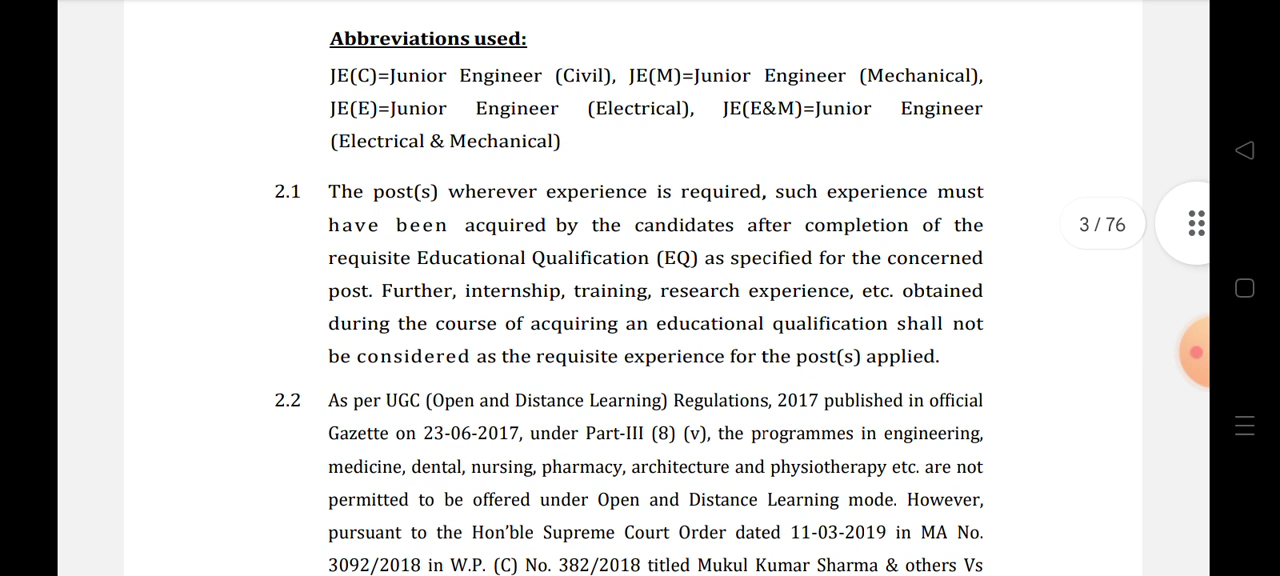 Abbreviations used:
JE(C)=Junior Engineer (Civil), JE(M)=Junior Engineer (Mechanical),
JE(E)=Junior Engineer (Electrical), JE(E&M)=Junior Engineer
(Electrical & Mechanical)
2.1 The post(s) wherever experience is required, such experience must
have been acquired by the candidates after completion of the
requisite Educational Qualification (EQ) as specified for the concerned
post. Further, internship, training, research experience, etc. obtained
during the course of acquiring an educational qualification shall not
be considered as the requisite experience for the post(s) applied.
2.2 As per UGC (Open and Distance Learning) Regulations, 2017 published in official
Gazette on 23-06-2017, under Part-III (8) (v), the programmes in engineering,
medicine, dental, nursing, pharmacy, architecture and physiotherapy etc. are not
permitted to be offered under Open and Distance Learning mode. However,
pursuant to the Hon'ble Supreme Court Order dated 11-03-2019 in MA No.
3092/2018 in W.P. (C) No. 382/2018 titled Mukul Kumar Sharma & others Vs
3 / 76